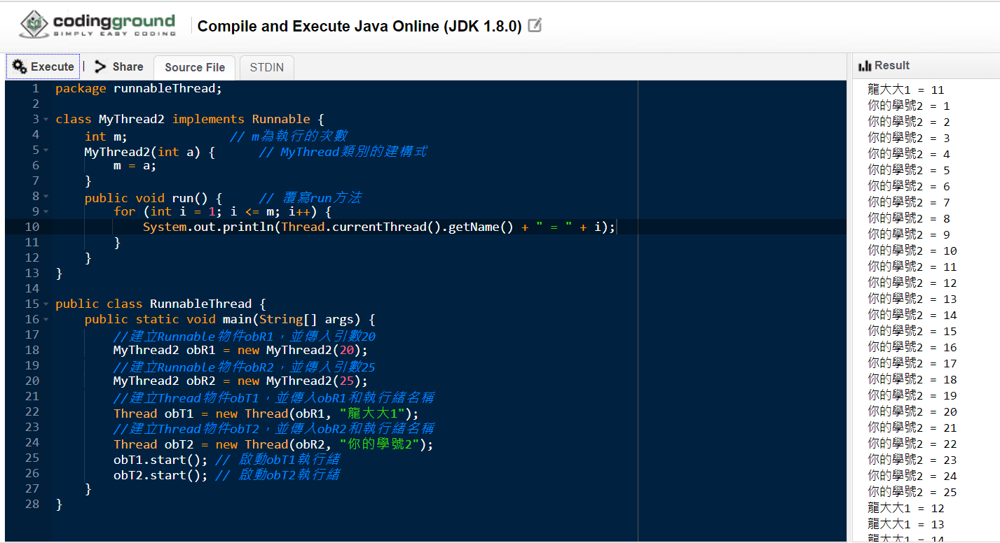 codingground
SIMPLY EASY CODING
Compile and Execute Java Online (JDK 1.8.0)
Execute | Share Source File STDIN
1 package runnableThread;
2
3 class MyThread2 implements Runnable {
4 int m; // m為執行的次數
5 MyThread2(int a) { // MyThread類別的建構式
6 m = a;
7 }
8 public void run() { // 覆寫run方法
9 for (int i = 1; i <= m; i++) {
10 System.out.println(Thread.currentThread().getName() + " = " + i);
11 }
12 }
13 }
14
15 public class RunnableThread {
16 public static void main(String[] args) {
17 //建立Runnable物件obR1，並傳入引數20
18 MyThread2 obR1 = new MyThread2(20);
19 //建立Runnable物件obR2，並傳入引數25
20 MyThread2 obR2 = new MyThread2(25);
21 //建立Thread物件obT1，並傳入obR1和執行緒名稱
22 Thread obT1 = new Thread(obR1, "龍大大1");
23 //建立Thread物件obT2，並傳入obR2和執行緒名稱
24 Thread obT2 = new Thread(obR2, "你的學號2");
25 obT1.start(); // 啟動obT1執行緒
26 obT2.start(); // 啟動obT2執行緒
27 }
28 }
Result
龍大大1 = 11
你的學號2 = 1
你的學號2 = 2
你的學號2 = 3
你的學號2 = 4
你的學號2 = 5
你的學號2 = 6
你的學號2 = 7
你的學號2 = 8
你的學號2 = 9
你的學號2 = 10
你的學號2 = 11
你的學號2 = 12
你的學號2 = 13
你的學號2 = 14
你的學號2 = 15
你的學號2 = 16
你的學號2 = 17
你的學號2 = 18
你的學號2 = 19
你的學號2 = 20
你的學號2 = 21
你的學號2 = 22
你的學號2 = 23
你的學號2 = 24
你的學號2 = 25
龍大大1 = 12
龍大大1 = 13
龍大大1 = 14